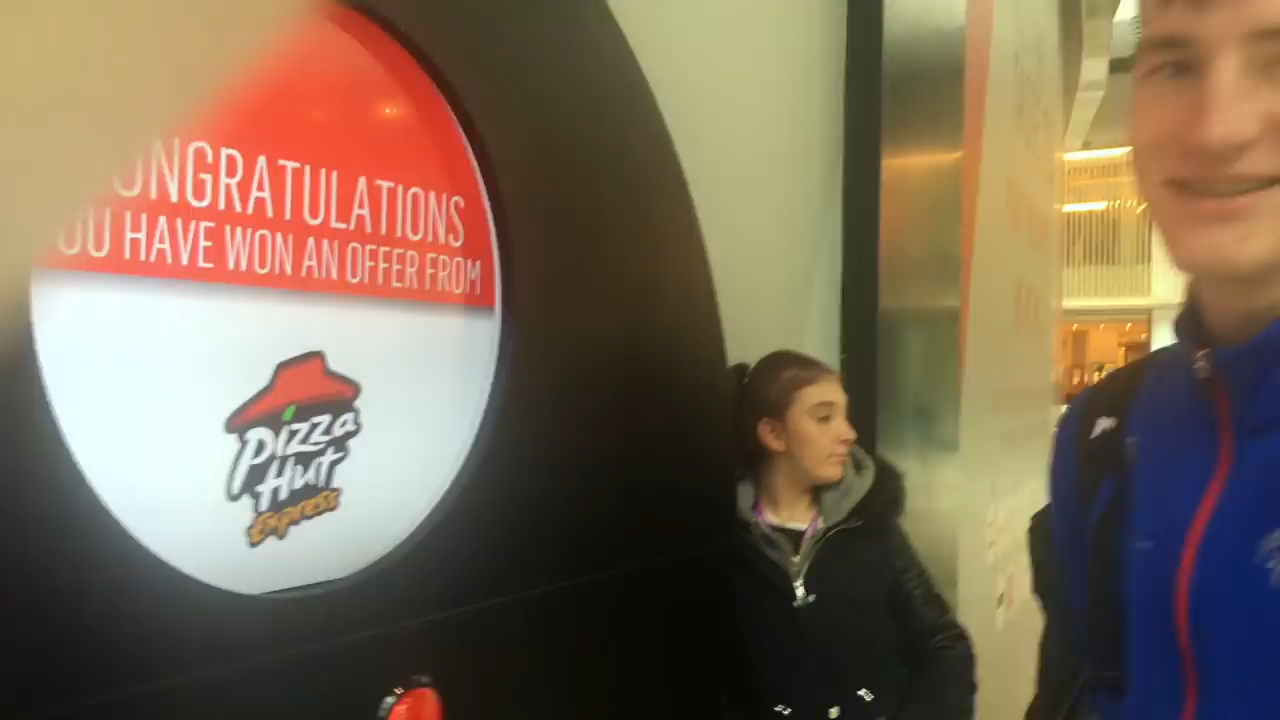 ONGRATULATIONS
OU HAVE WON AN OFFER FROM
Pizza
Hut
Express